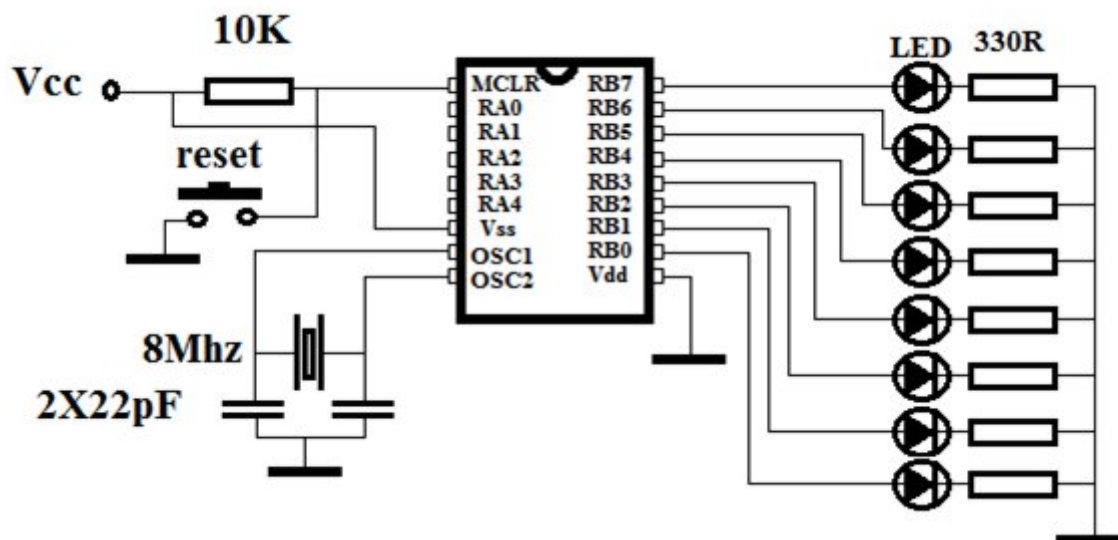 10K
Vcc
reset
8Mhz
2X22pF
MCLR
RA0
RA1
RA2
RA3
RA4
Vss
OSC1
OSC2
RB7
RB6
RB5
RB4
RB3
RB2
RB1
RB0
Vdd
LED
330R